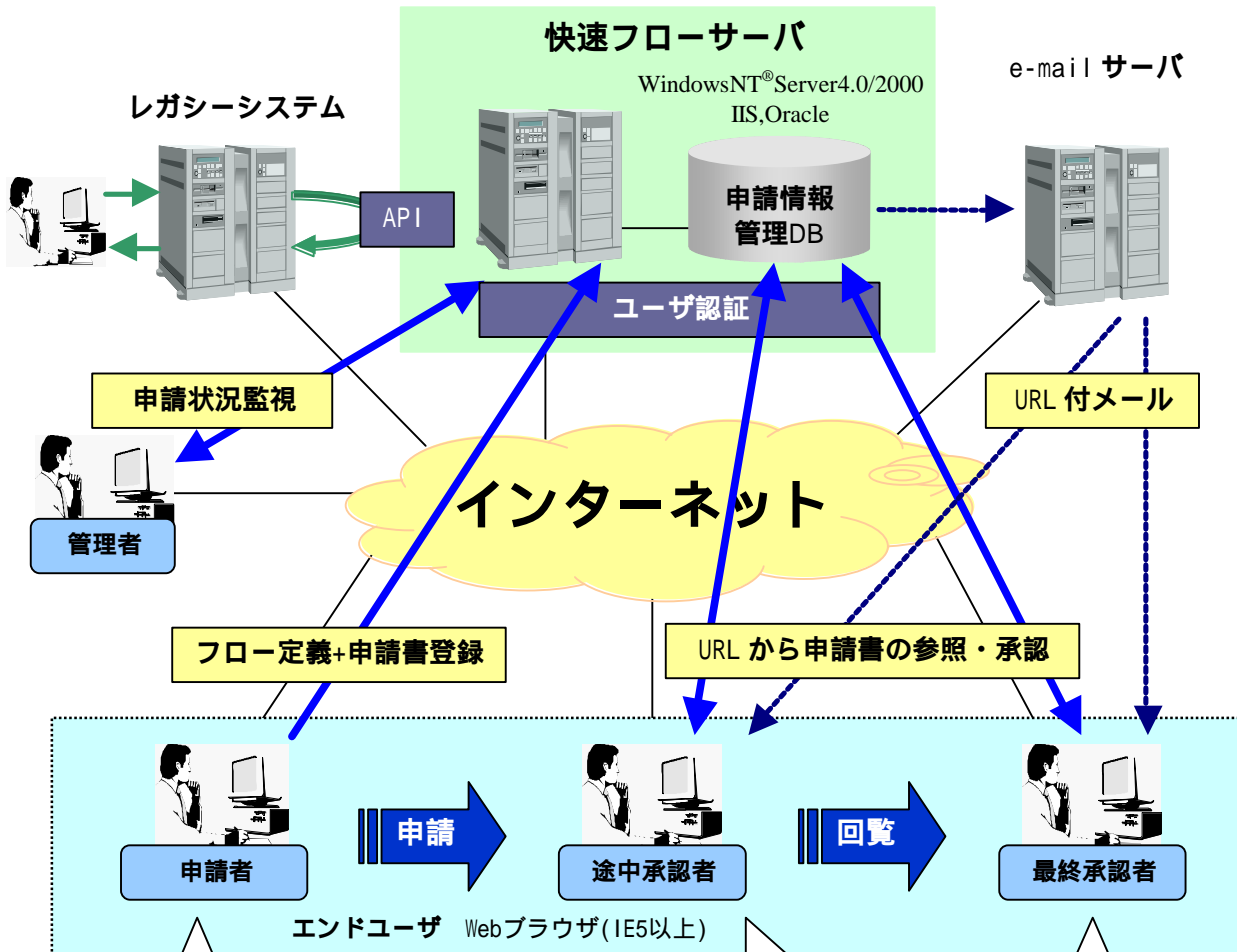 快速フローサーバ
WindowsNT®Server4.0/2000
IIS,Oracle
e-mail サーバ
レガシーシステム
API
申請情報
管理DB
ユーザ認証
申請状況監視
URL 付メール
管理者
インターネット
フロー定義+申請書登録
URL から申請書の参照・承認
申請
回覧
申請者
途中承認者
最終承認者
エンドユーザ Webブラウザ(IE5以上)